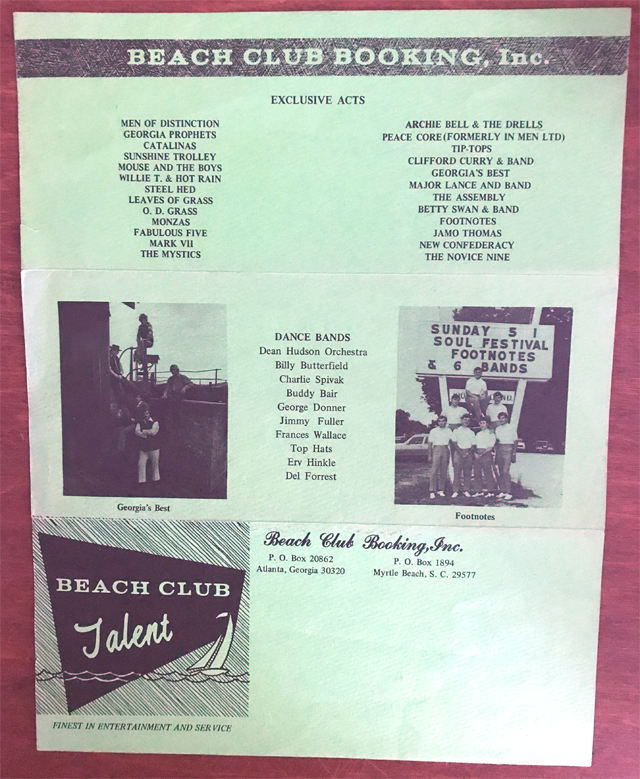 BEACH CLUB BOOKING, Inc.
EXCLUSIVE ACTS
MEN OF DISTINCTION
GEORGIA PROPHETS
CATALINAS
SUNSHINE TROLLEY
MOUSE AND THE BOYS
WILLIE T. & HOT RAIN
STEEL HED
LEAVES OF GRASS
O. D. GRASS
MONZAS
FABULOUS FIVE
MARK VII
THE MYSTICS
ARCHIE BELL & THE DRELLS
PEACE CORE (FORMERLY IN MEN LTD)
TIP-TOPS
CLIFFORD CURRY & BAND
GEORGIA'S BEST
MAJOR LANCE AND BAND
THE ASSEMBLY
BETTY SWAN & BAND
FOOTNOTES
JAMO THOMAS
NEW CONFEDERACY
THE NOVICE NINE
DANCE BANDS
Dean Hudson Orchestra
Billy Butterfield
Charlie Spivak
Buddy Bair
George Donner
Jimmy Fuller
Frances Wallace
Top Hats
Erv Hinkle
Del Forrest
SUNDAY 5 1
SOUL FESTIVAL
FOOTNOTES
& 6 BANDS
Georgia's Best
Footnotes
BEACH CLUB
Talent
FINEST IN ENTERTAINMENT AND SERVICE
Beach Club Booking, Inc.
P. O. Box 20862
Atlanta, Georgia 30320
P. O. Box 1894
Myrtle Beach, S. C. 29577